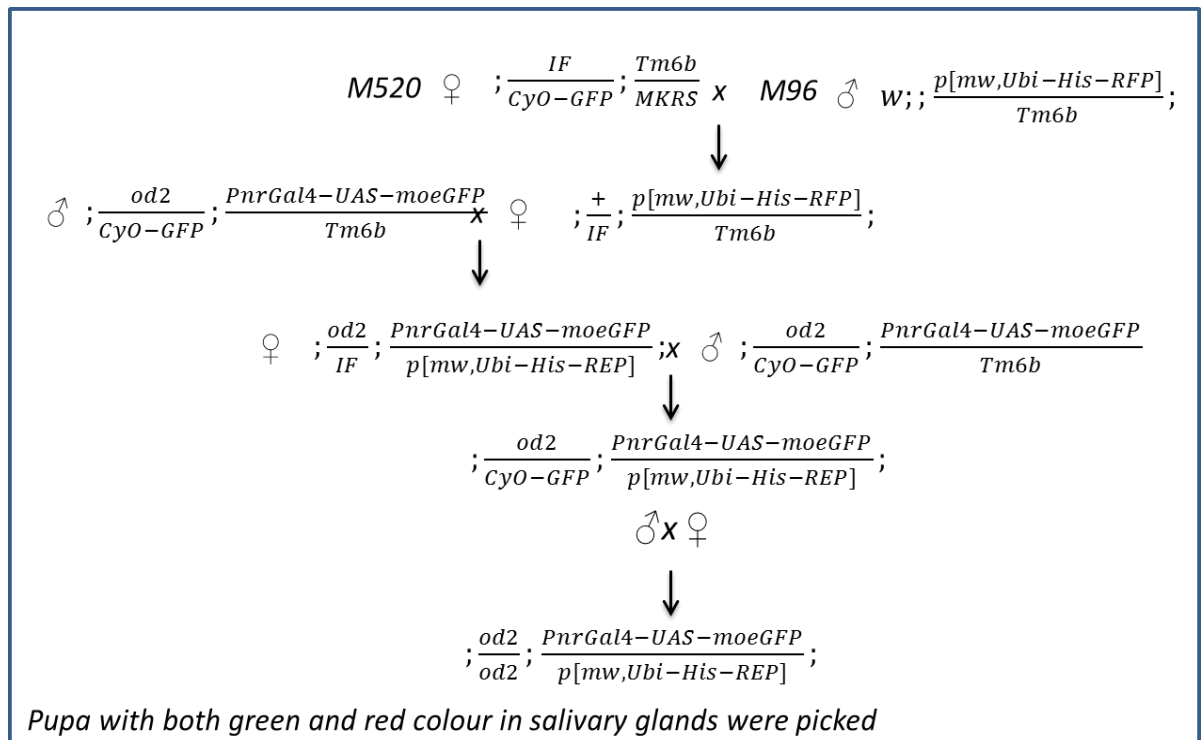 M520 ♀ ; IF/CyO−GFP ; Tm6b/MKRS x M96 ♂ w;; p[mw,Ubi−His−RFP]/Tm6b ;
♂ ; od2/CyO−GFP ; PnrGal4−UAS−moeGFP/Tm6b x ♀ ; +/IF ; p[mw,Ubi−His−RFP]/Tm6b ;
♀ ; od2/IF ; PnrGal4−UAS−moeGFP/p[mw,Ubi−His−REP] ;x ♂ ; od2/CyO−GFP ; PnrGal4−UAS−moeGFP/Tm6b
; od2/CyO−GFP ; PnrGal4−UAS−moeGFP/p[mw,Ubi−His−REP] ;
♂x♀
; od2/od2 ; PnrGal4−UAS−moeGFP/p[mw,Ubi−His−REP] ;
Pupa with both green and red colour in salivary glands were picked